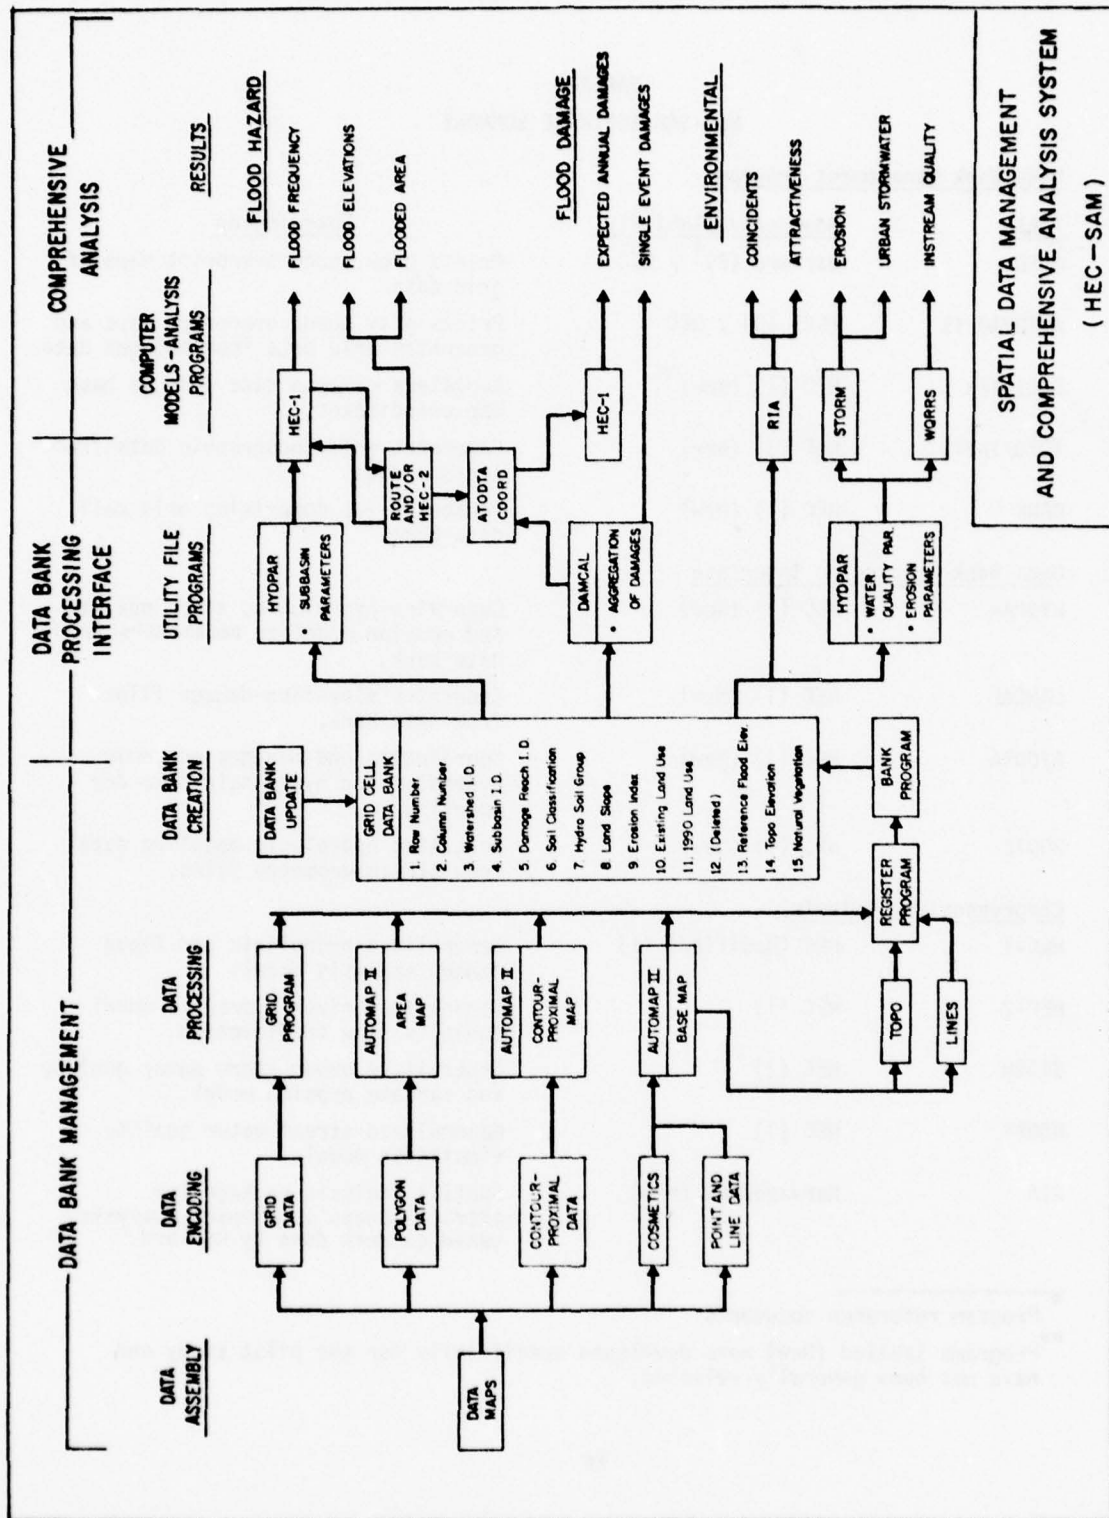 DATA BANK MANAGEMENT
DATA BANK
PROCESSING
INTERFACE
COMPREHENSIVE
ANALYSIS
DATA
ASSEMBLY
DATA
ENCODING
DATA
PROCESSING
DATA BANK
CREATION
UTILITY FILE
PROGRAMS
COMPUTER
MODELS-ANALYSIS
PROGRAMS
RESULTS
DATA
MAPS
GRID
DATA
POLYGON
DATA
CONTOUR-
PROXIMAL
DATA
COSMETICS
POINT AND
LINE DATA
GRID
PROGRAM
AUTOMAP II
AREA
MAP
AUTOMAP II
CONTOUR-
PROXIMAL
MAP
AUTOMAP II
BASE MAP
TOPO
LINES
REGISTER
PROGRAM
BANK
PROGRAM
DATA BANK
UPDATE
GRID CELL
DATA BANK
1. Row Number
2. Column Number
3. Watershed I.D.
4. Subbasin I.D.
5. Damage Reach I.D.
6. Soil Classification
7. Hydro Soil Group
8. Land Slope
9. Erosion Index
10. Existing Land Use
11. 1990 Land Use
12. (Deleted)
13. Reference Flood Elev.
14. Topo Elevation
15. Natural Vegetation
HYDPAR
SUBBASIN
PARAMETERS
ROUTE
AND/OR
HEC-2
ATODTA
COORD
DAMCAL
• AGGREGATION
OF DAMAGES
HYDPAR
• WATER
QUALITY PAR.
• EROSION
PARAMETERS
HEC-1
HEC-1
RIA
STORM
WQRRS
FLOOD HAZARD
FLOOD FREQUENCY
FLOOD ELEVATIONS
FLOODED AREA
FLOOD DAMAGE
EXPECTED ANNUAL DAMAGES
SINGLE EVENT DAMAGES
ENVIRONMENTAL
COINCIDENTS
ATTRACTIVENESS
EROSION
URBAN STORMWATER
INSTREAM QUALITY
SPATIAL DATA MANAGEMENT
AND COMPREHENSIVE ANALYSIS SYSTEM
(HEC-SAM)